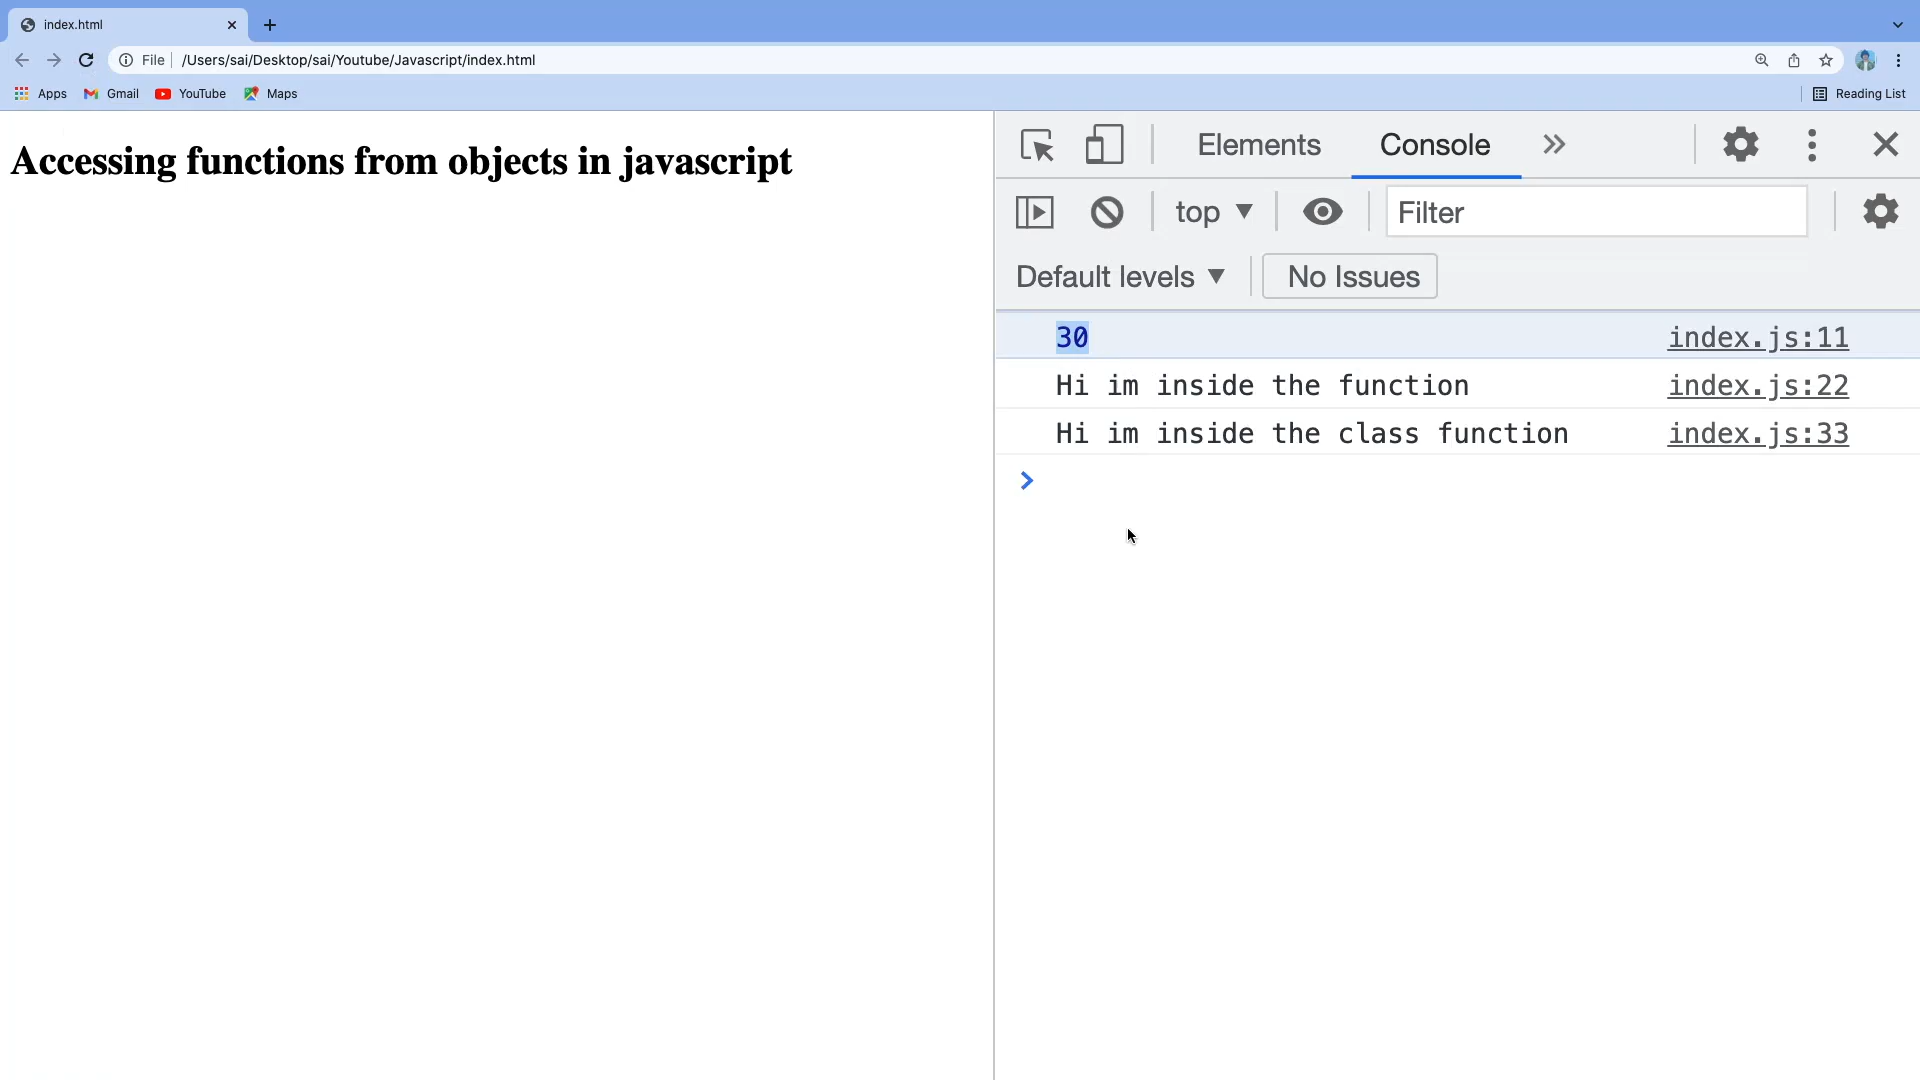 index.html
File /Users/sai/Desktop/sai/Youtube/Javascript/index.html
Apps Gmail YouTube Maps Reading List
Accessing functions from objects in javascript
Elements Console
top Filter
Default levels No Issues
30 index.js:11
Hi im inside the function index.js:22
Hi im inside the class function index.js:33